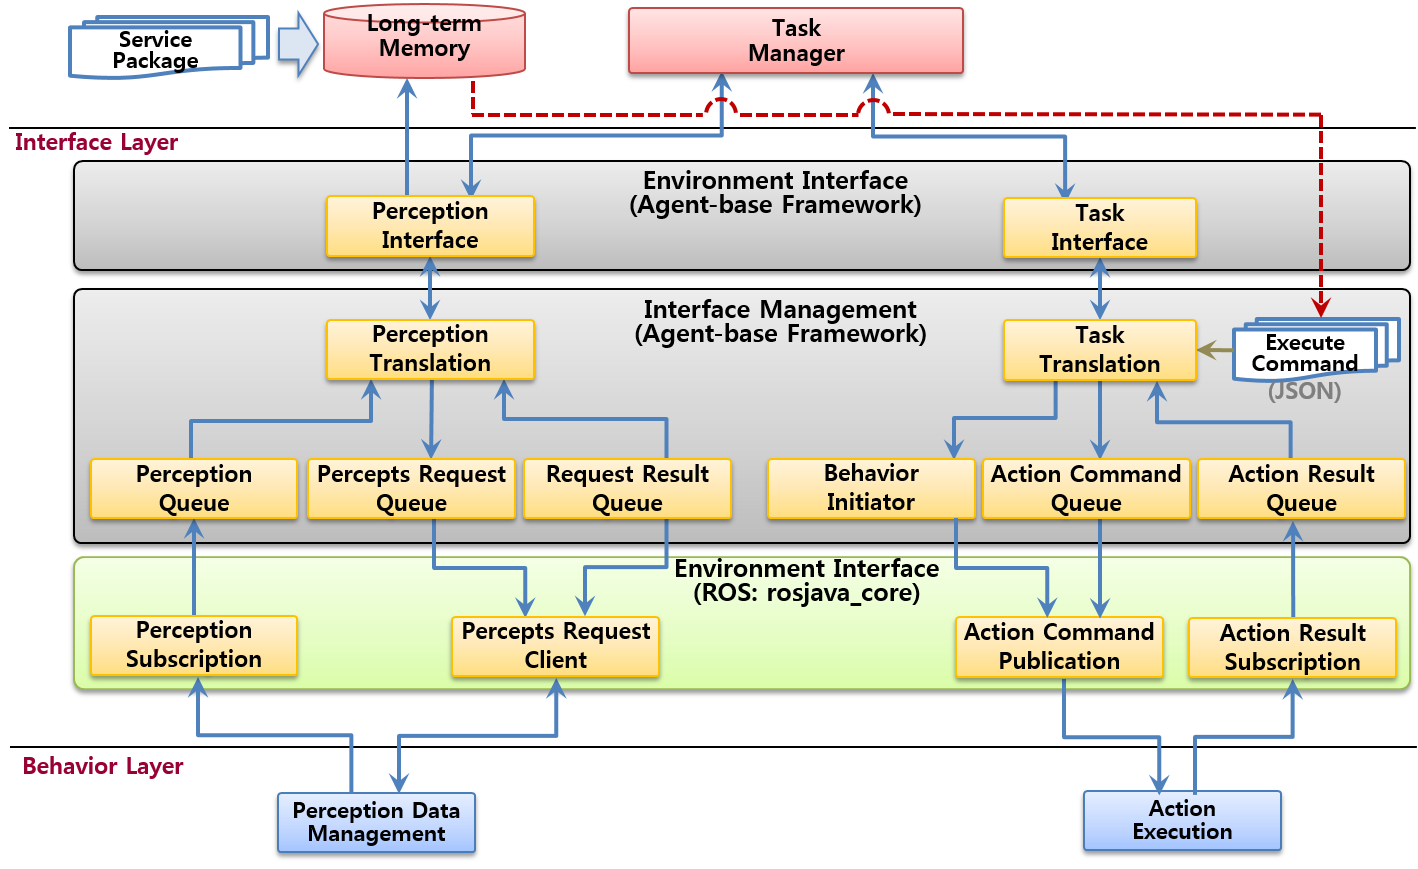 Service
Package
Long-term
Memory
Task
Manager
Interface Layer
Environment Interface
(Agent-base Framework)
Perception
Interface
Task
Interface
Interface Management
(Agent-base Framework)
Perception
Translation
Task
Translation
Execute
Command
(JSON)
Perception
Queue
Percepts Request
Queue
Request Result
Queue
Behavior
Initiator
Action Command
Queue
Action Result
Queue
Environment Interface
(ROS: rosjava_core)
Perception
Subscription
Percepts Request
Client
Action Command
Publication
Action Result
Subscription
Behavior Layer
Perception Data
Management
Action
Execution